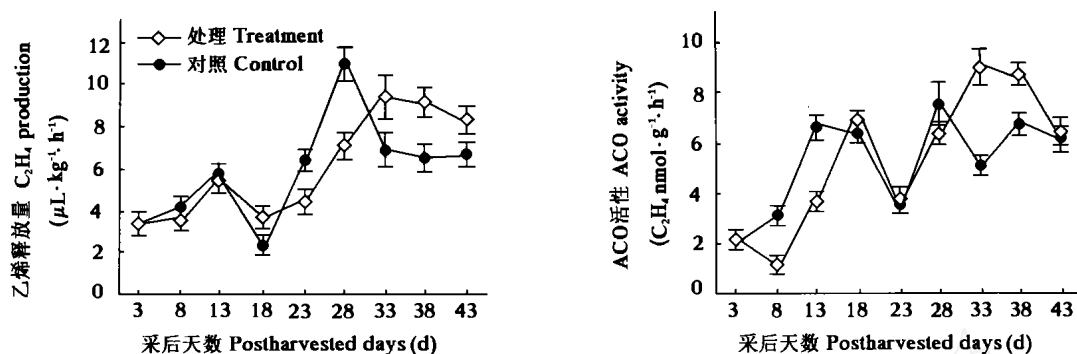 乙烯释放量 C₂H₄ production
(μL·kg⁻¹·h⁻¹)
12
10
8
6
4
2
0
处理 Treatment
对照 Control
3 8 13 18 23 28 33 38 43
采后天数 Postharvested days (d)
ACO活性 ACO activity
(C₂H₄ nmol·g⁻¹·h⁻¹)
10
8
6
4
2
0
3 8 13 18 23 28 33 38 43
采后天数 Postharvested days (d)